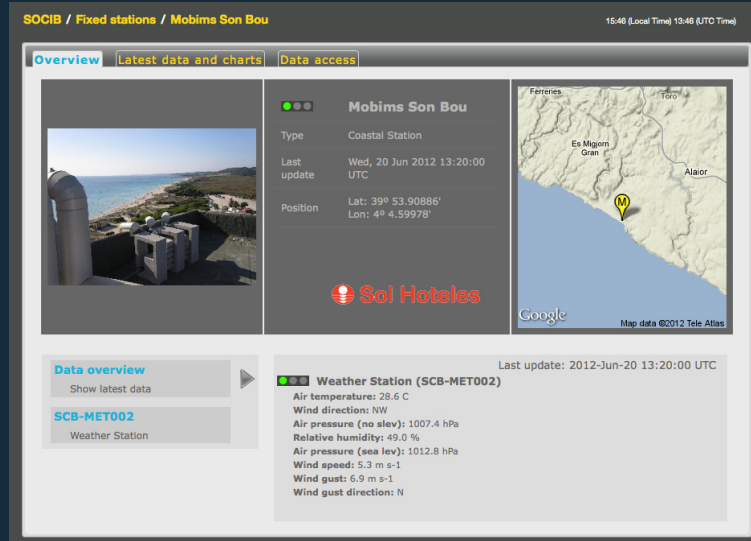 SOCIB / Fixed stations / Mobims Son Bou
15:46 (Local Time) 13:46 (UTC Time)
Overview
Latest data and charts
Data access
Mobims Son Bou
Type Coastal Station
Last update Wed, 20 Jun 2012 13:20:00 UTC
Position Lat: 39º 53.90886'
Lon: 4º 4.59978'
Sol Hoteles
Ferreries
Toro
Es Migjorn
Gran
Alaior
M
Google
Map data ©2012 Tele Atlas
Data overview
Show latest data
SCB-MET002
Weather Station
Last update: 2012-Jun-20 13:20:00 UTC
Weather Station (SCB-MET002)
Air temperature: 28.6 C
Wind direction: NW
Air pressure (no slev): 1007.4 hPa
Relative humidity: 49.0 %
Air pressure (sea lev): 1012.8 hPa
Wind speed: 5.3 m s-1
Wind gust: 6.9 m s-1
Wind gust direction: N